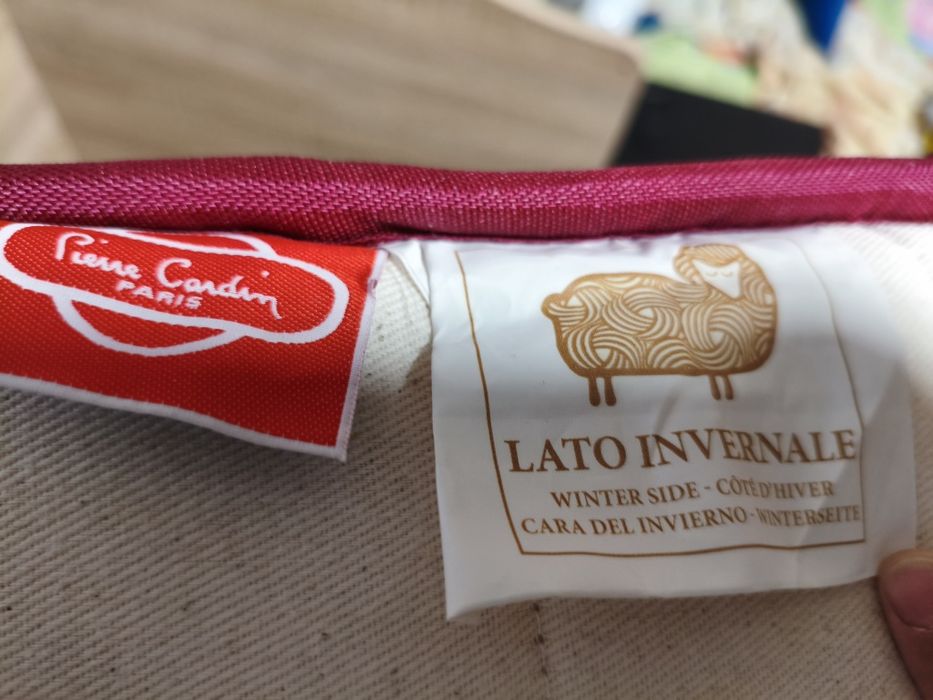 Pierre Cardin
PARIS
LATO INVERNALE
WINTER SIDE - CÔTÉ D'HIVER
CARA DEL INVIERNO - WINTERSEITE